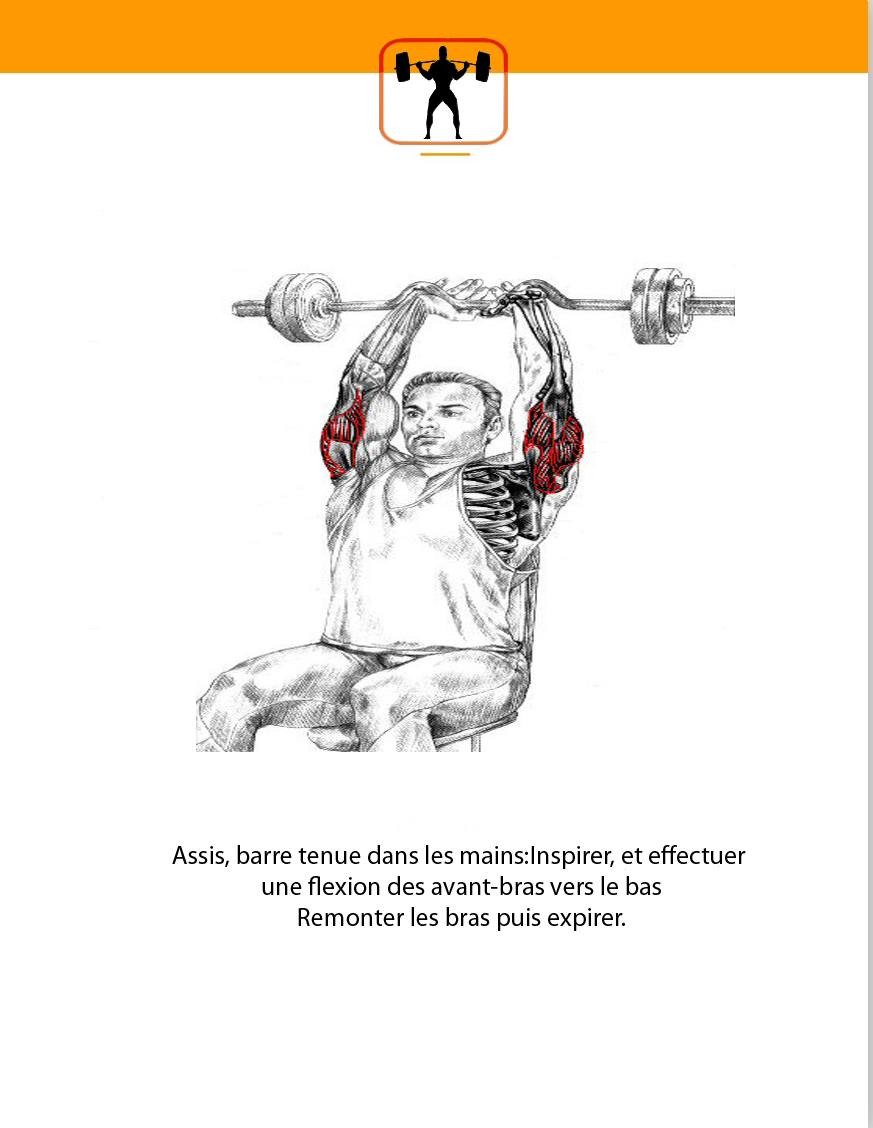 Assis, barre tenue dans les mains:Inspirer, et effectuer
une flexion des avant-bras vers le bas
Remonter les bras puis expirer.